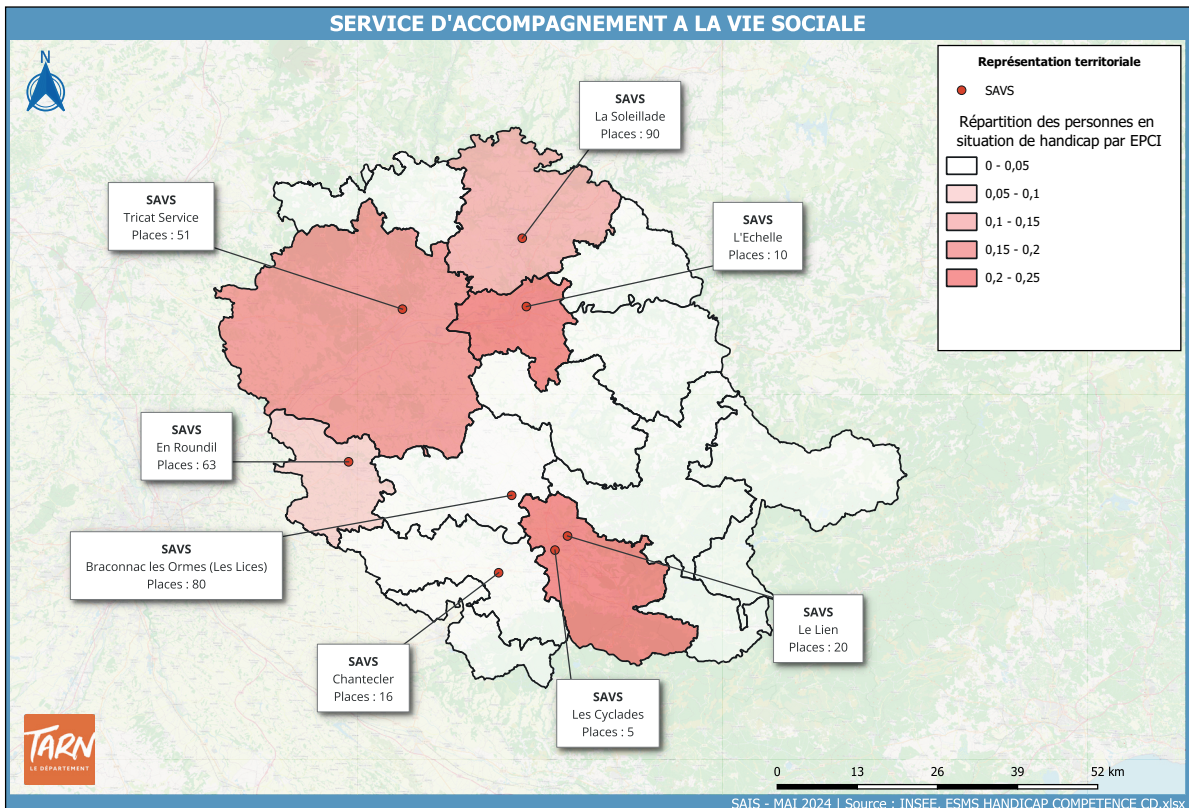 SERVICE D'ACCOMPAGNEMENT A LA VIE SOCIALE
N
Représentation territoriale
SAVS
Répartition des personnes en
situation de handicap par EPCI
0 - 0,05
0,05 - 0,1
0,1 - 0,15
0,15 - 0,2
0,2 - 0,25
SAVS
La Soleillade
Places : 90
SAVS
Tricat Service
Places : 51
SAVS
L'Echelle
Places : 10
SAVS
En Roundil
Places : 63
SAVS
Braconnac les Ormes (Les Lices)
Places : 80
SAVS
Le Lien
Places : 20
SAVS
Chantecler
Places : 16
SAVS
Les Cyclades
Places : 5
TARN
LE DÉPARTEMENT
0 13 26 39 52 km
SAIS - MAI 2024 | Source : INSEE, ESMS HANDICAP COMPETENCE CD.xlsx